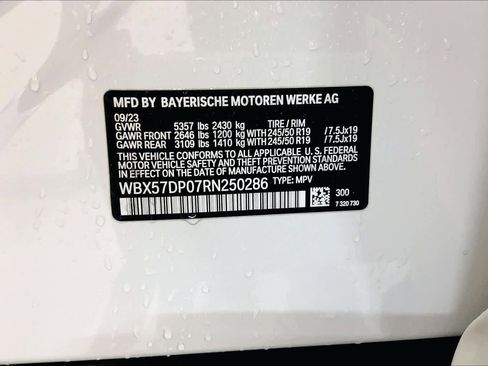 MFD BY BAYERISCHE MOTOREN WERKE AG
09/23
GVWR 5357 lbs 2430 kg TIRE / RIM
GAWR FRONT 2646 lbs 1200 kg WITH 245/50 R19 / 7.5Jx19
GAWR REAR 3109 lbs 1410 kg WITH 245/50 R19 / 7.5Jx19
THIS VEHICLE CONFORMS TO ALL APPLICABLE U.S. FEDERAL
MOTOR VEHICLE SAFETY, BUMPER, AND THEFT PREVENTION
STANDARDS IN EFFECT ON THE DATE OF MANUFACTURE SHOWN ABOVE.
WBX57DP07RN250286 TYPE: MPV
300
7 320 730